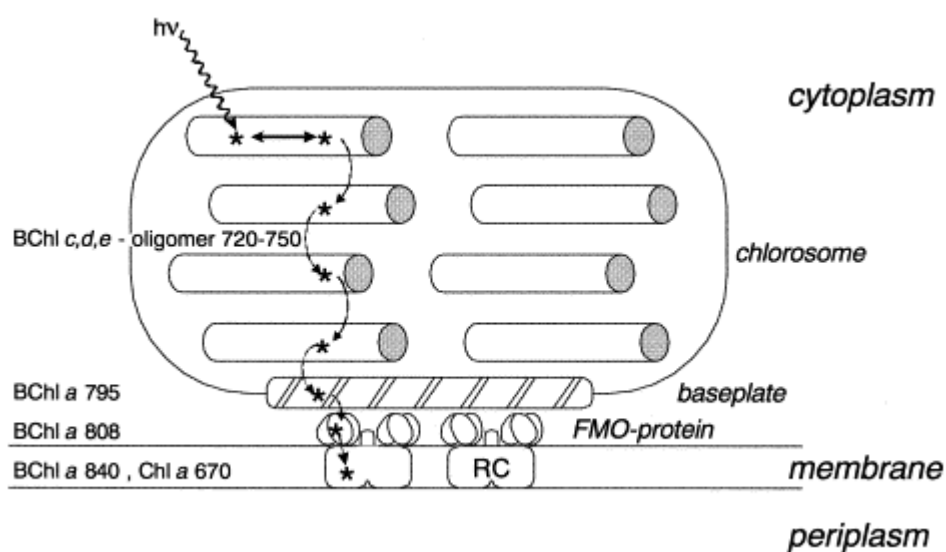 hν
cytoplasm
BChl c,d,e - oligomer 720-750
chlorosome
BChl a 795
baseplate
BChl a 808
FMO-protein
BChl a 840 , Chl a 670
RC
membrane
periplasm